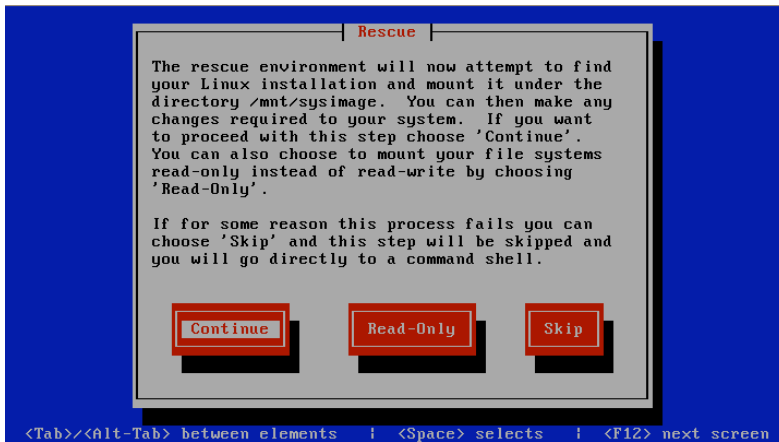 Rescue
The rescue environment will now attempt to find
your Linux installation and mount it under the
directory /mnt/sysimage.  You can then make any
changes required to your system.  If you want
to proceed with this step choose 'Continue'.
You can also choose to mount your file systems
read-only instead of read-write by choosing
'Read-Only'.
If for some reason this process fails you can
choose 'Skip' and this step will be skipped and
you will go directly to a command shell.
Continue Read-Only Skip
<Tab>/<Alt-Tab> between elements  |  <Space> selects  |  <F12> next screen